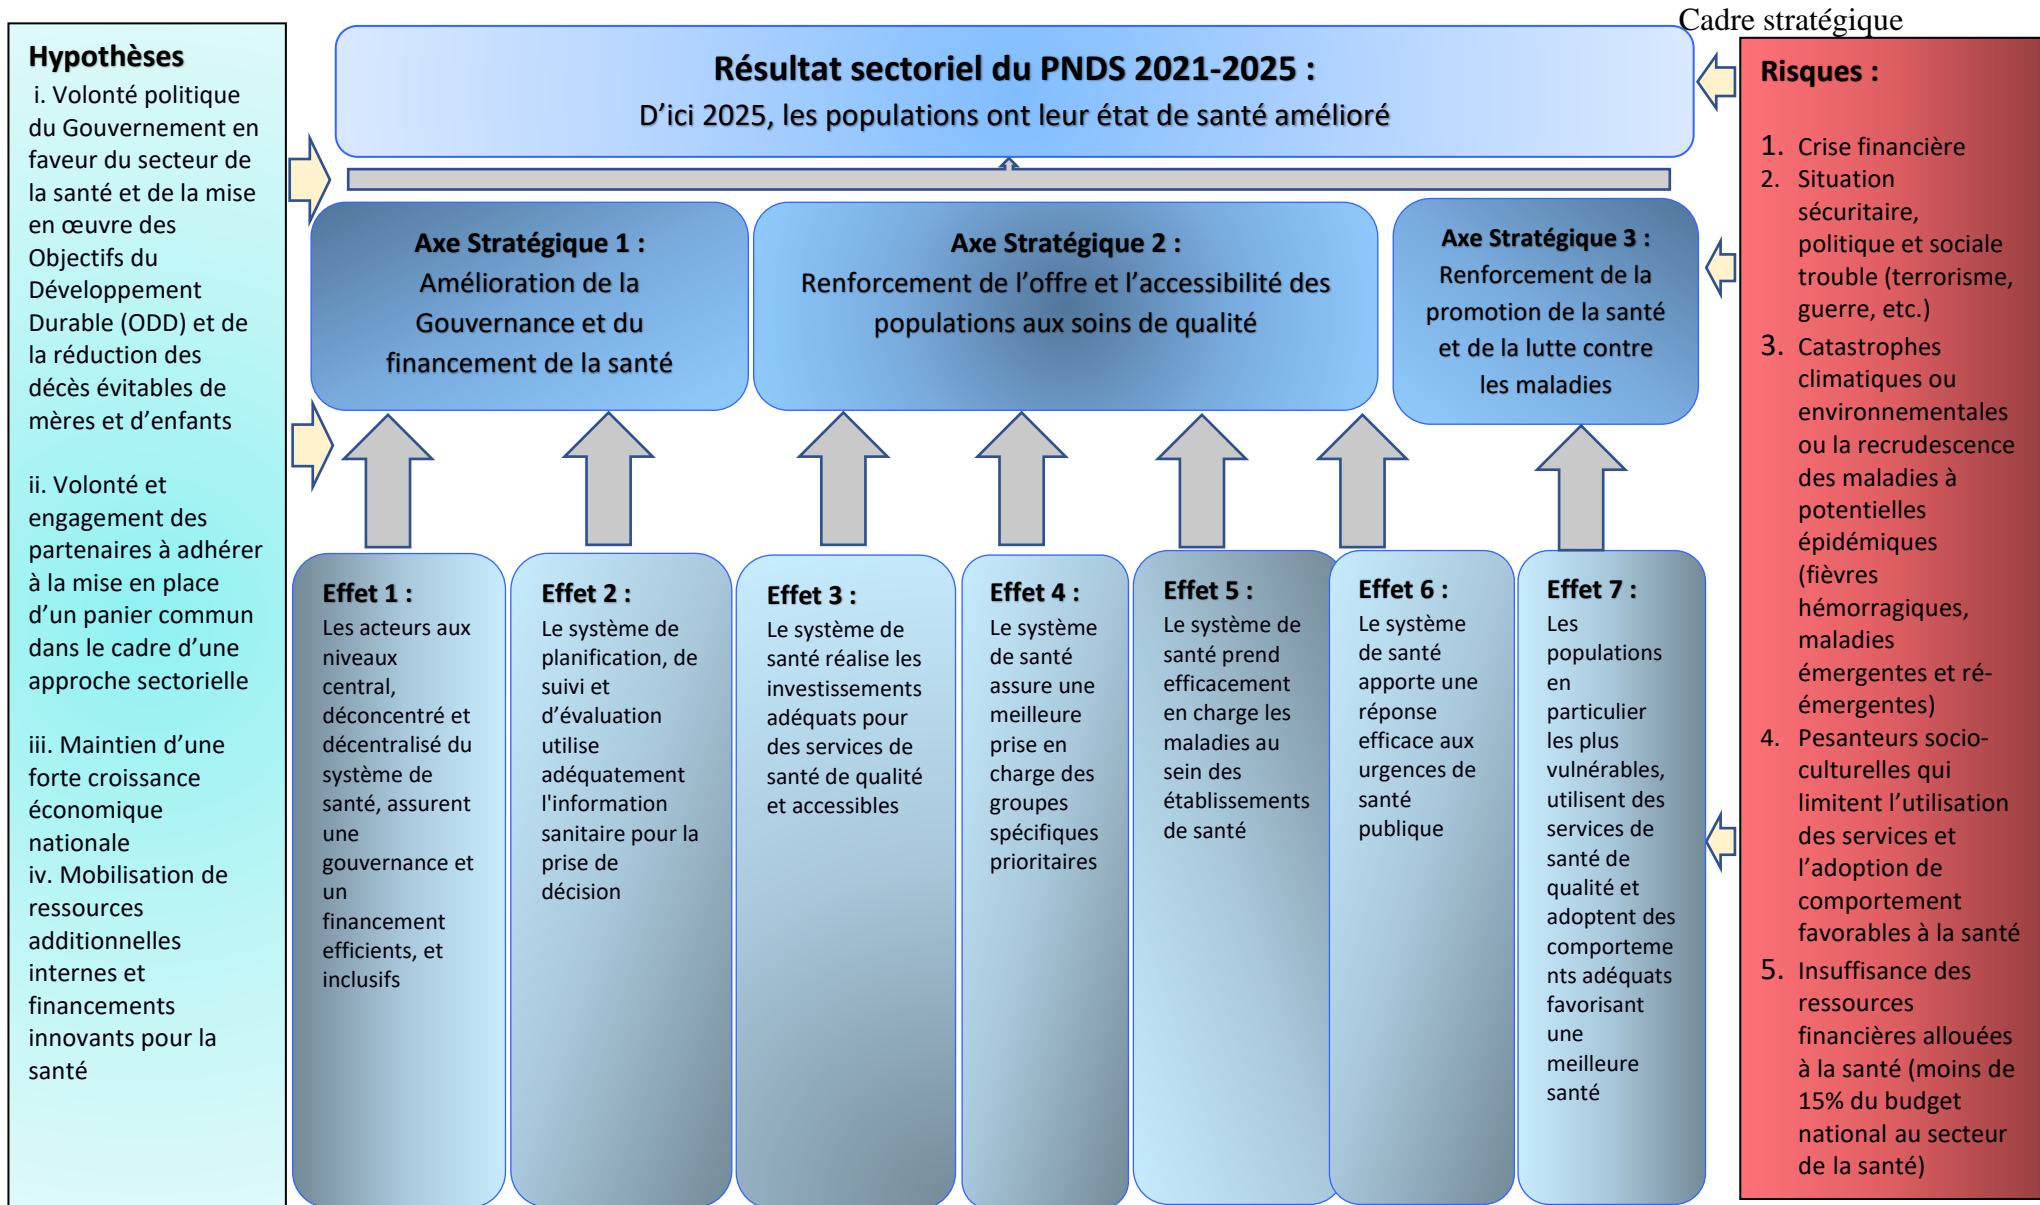 Cadre stratégique
Hypothèses
i. Volonté politique
du Gouvernement en
faveur du secteur de
la santé et de la mise
en œuvre des
Objectifs du
Développement
Durable (ODD) et de
la réduction des
décès évitables de
mères et d’enfants
ii. Volonté et
engagement des
partenaires à adhérer
à la mise en place
d’un panier commun
dans le cadre d’une
approche sectorielle
iii. Maintien d’une
forte croissance
économique
nationale
iv. Mobilisation de
ressources
additionnelles
internes et
financements
innovants pour la
santé
Résultat sectoriel du PNDS 2021-2025 :
D’ici 2025, les populations ont leur état de santé amélioré
Axe Stratégique 1 :
Amélioration de la
Gouvernance et du
financement de la santé
Axe Stratégique 2 :
Renforcement de l’offre et l’accessibilité des
populations aux soins de qualité
Axe Stratégique 3 :
Renforcement de la
promotion de la santé
et de la lutte contre
les maladies
Effet 1 :
Les acteurs aux
niveaux
central,
déconcentré et
décentralisé du
système de
santé, assurent
une
gouvernance et
un
financement
efficients, et
inclusifs
Effet 2 :
Le système de
planification, de
suivi et
d’évaluation
utilise
adéquatement
l'information
sanitaire pour la
prise de
décision
Effet 3 :
Le système de
santé réalise les
investissements
adéquats pour
des services de
santé de qualité
et accessibles
Effet 4 :
Le système
de santé
assure une
meilleure
prise en
charge des
groupes
spécifiques
prioritaires
Effet 5 :
Le système de
santé prend
efficacement
en charge les
maladies au
sein des
établissements
de santé
Effet 6 :
Le système
de santé
apporte une
réponse
efficace aux
urgences de
santé
publique
Effet 7 :
Les
populations
en
particulier
les plus
vulnérables,
utilisent des
services de
santé de
qualité et
adoptent des
comporteme
nts adéquats
favorisant
une
meilleure
santé
Risques :
1. Crise financière
2. Situation
sécuritaire,
politique et sociale
trouble (terrorisme,
guerre, etc.)
3. Catastrophes
climatiques ou
environnementales
ou la recrudescence
des maladies à
potentielles
épidémiques
(fièvres
hémorragiques,
maladies
émergentes et ré-
émergentes)
4. Pesanteurs socio-
culturelles qui
limitent l’utilisation
des services et
l’adoption de
comportement
favorables à la santé
5. Insuffisance des
ressources
financières allouées
à la santé (moins de
15% du budget
national au secteur
de la santé)